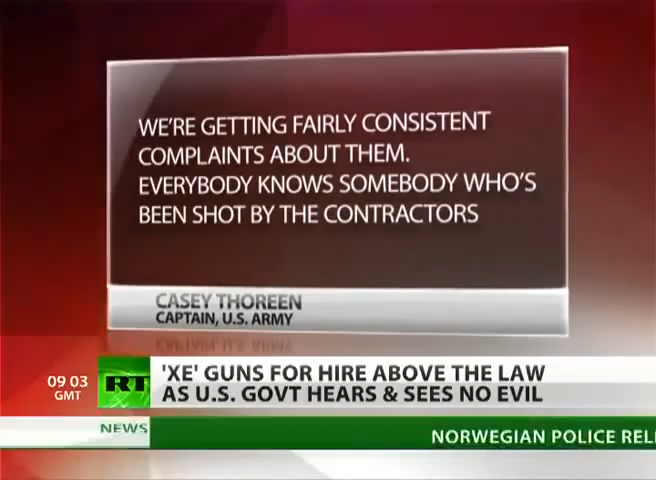 WE'RE GETTING FAIRLY CONSISTENT
COMPLAINTS ABOUT THEM.
EVERYBODY KNOWS SOMEBODY WHO'S
BEEN SHOT BY THE CONTRACTORS
CASEY THOREEN
CAPTAIN, U.S. ARMY
09 03
GMT
RT
'XE' GUNS FOR HIRE ABOVE THE LAW
AS U.S. GOVT HEARS & SEES NO EVIL
NEWS
NORWEGIAN POLICE REL